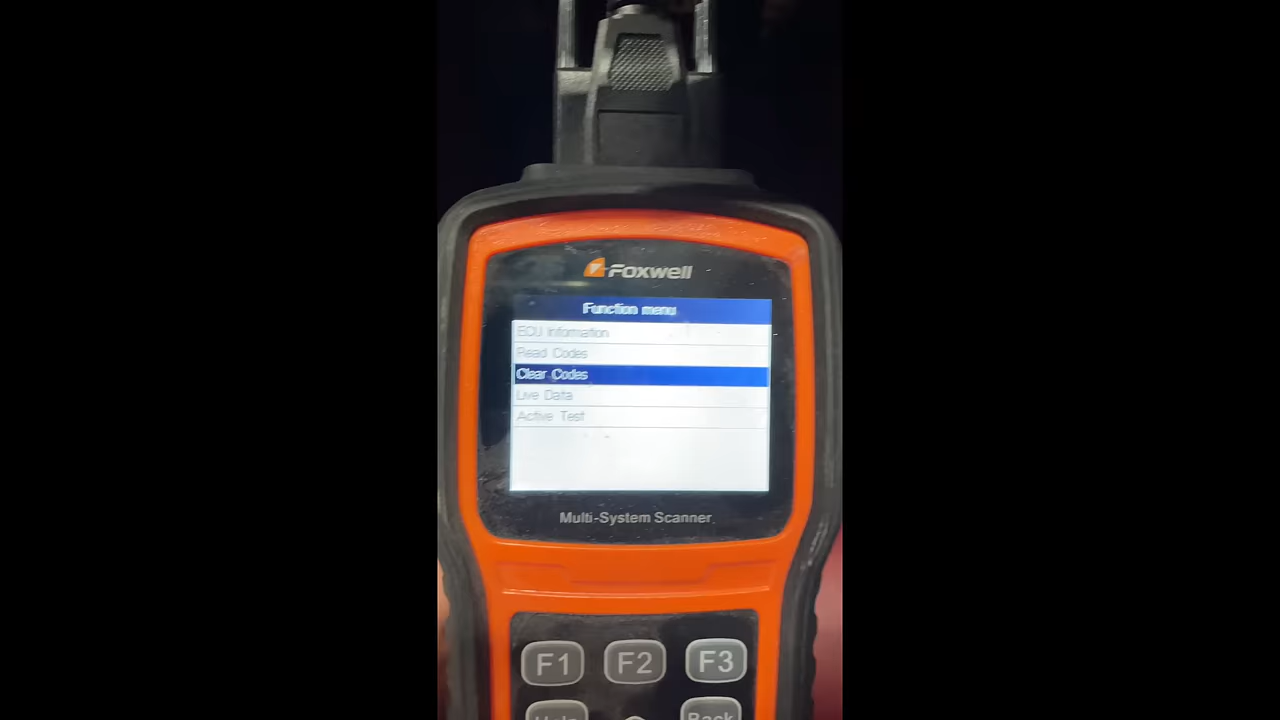 Foxwell
Function menu
ECU Information
Read Codes
Clear Codes
Live Data
Active Test
Multi-System Scanner
F1 F2 F3
Help Back